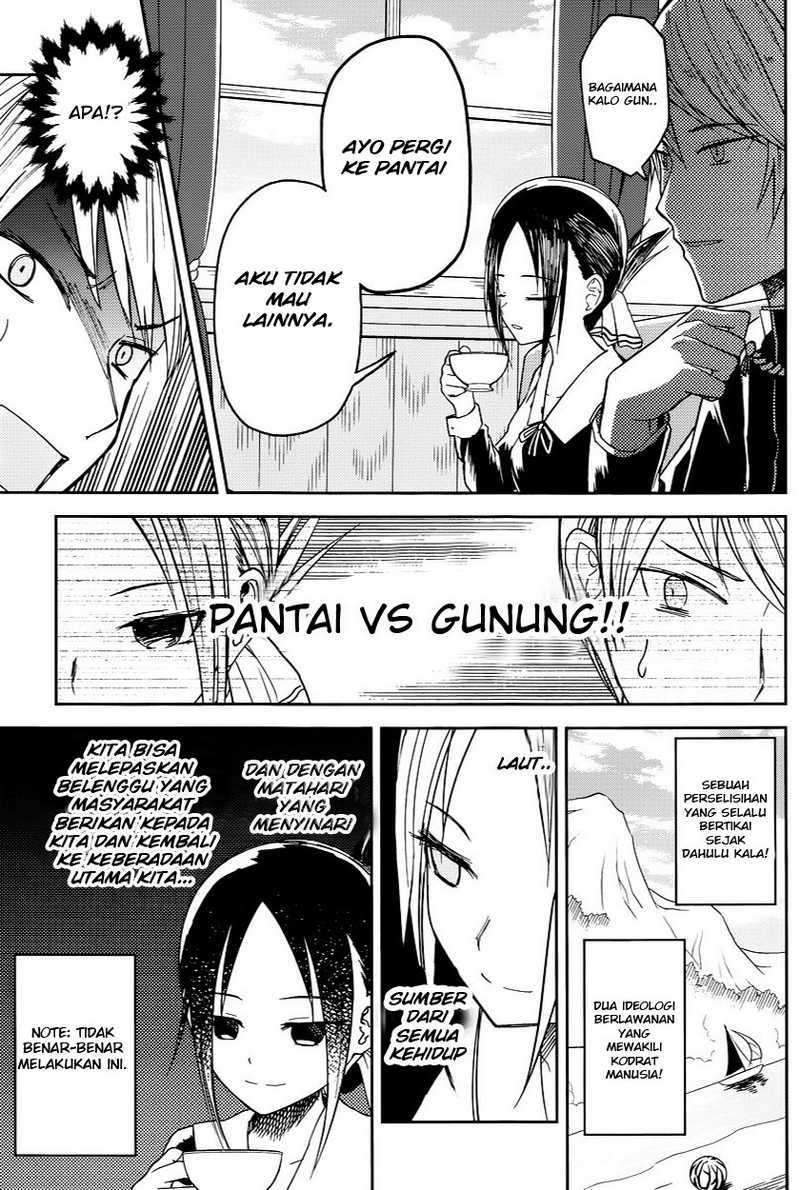 BAGAIMANA
KALO GUN..
AYO PERGI
KE PANTAI
AKU TIDAK
MAU
LAINNYA.
APA!?
PANTAI VS GUNUNG!!
SEBUAH
PERSELISIHAN
YANG SELALU
BERTIKAI
SEJAK
DAHULU KALA!
DUA IDEOLOGI
BERLAWANAN
YANG
MEWAKILI
KODRAT
MANUSIA!
LAUT..
SUMBER
DARI
SEMUA
KEHIDUP
DAN DENGAN
MATAHARI
YANG
MENYINARI
KITA BISA
MELEPASKAN
BELENGGU YANG
MASYARAKAT
BERIKAN KEPADA
KITA DAN KEMBALI
KE KEBERADAAN
UTAMA KITA...
NOTE: TIDAK
BENAR-BENAR
MELAKUKAN INI.